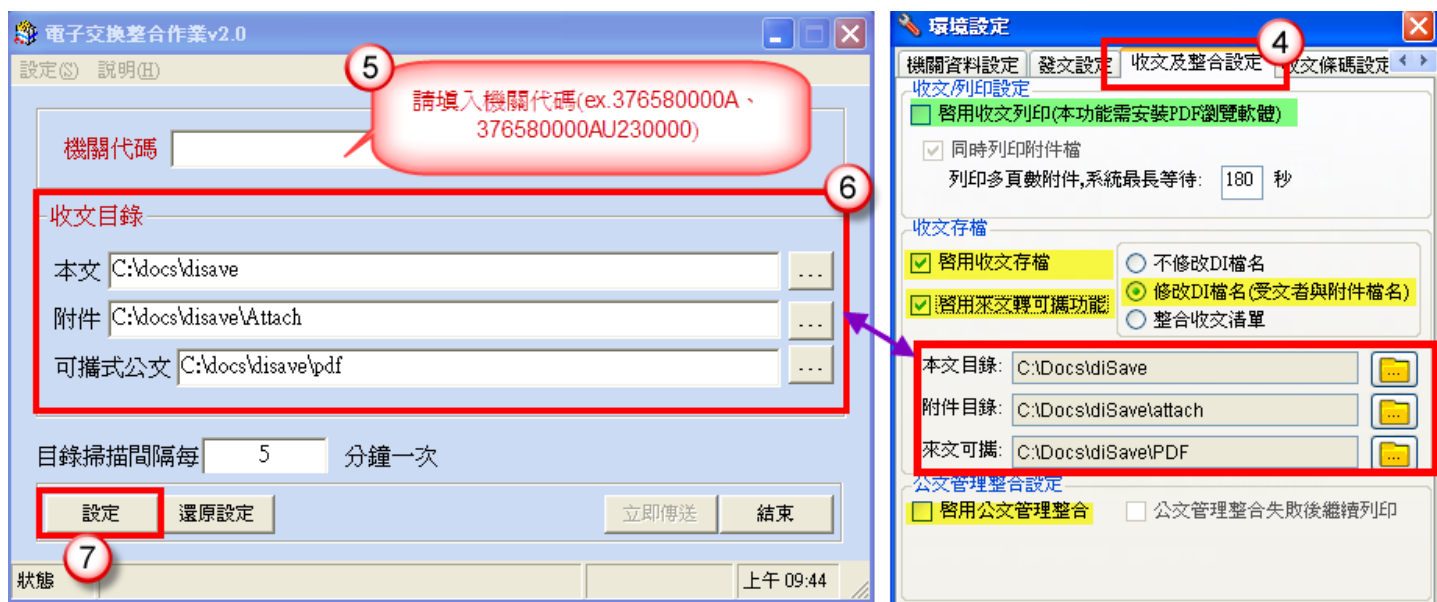 電子交換整合作業v2.0
設定(S) 說明(H)
5
請填入機關代碼(ex.376580000A、
376580000AU230000)
機關代碼
6
收文目錄
本文 C:\docs\disave ...
附件 C:\docs\disave\Attach ...
可攜式公文 C:\docs\disave\pdf ...
目錄掃描間隔每 5 分鐘一次
設定 還原設定 立即傳送 結束
7
狀態 上午 09:44
環境設定
4
機關資料設定 發文設定 收文及整合設定 收文條碼設定
收文/列印設定
啓用收文列印(本功能需安裝PDF瀏覽軟體)
同時列印附件檔
列印多頁數附件,系統最長等待: 180 秒
收文存檔
啓用收文存檔
啓用來文轉可攜功能
不修改DI檔名
修改DI檔名(受文者與附件檔名)
整合收文清單
本文目錄: C:\Docs\diSave ...
附件目錄: C:\Docs\diSave\attach ...
來文可攜: C:\Docs\diSave\PDF ...
公文管理整合設定
啓用公文管理整合 公文管理整合失敗後繼續列印